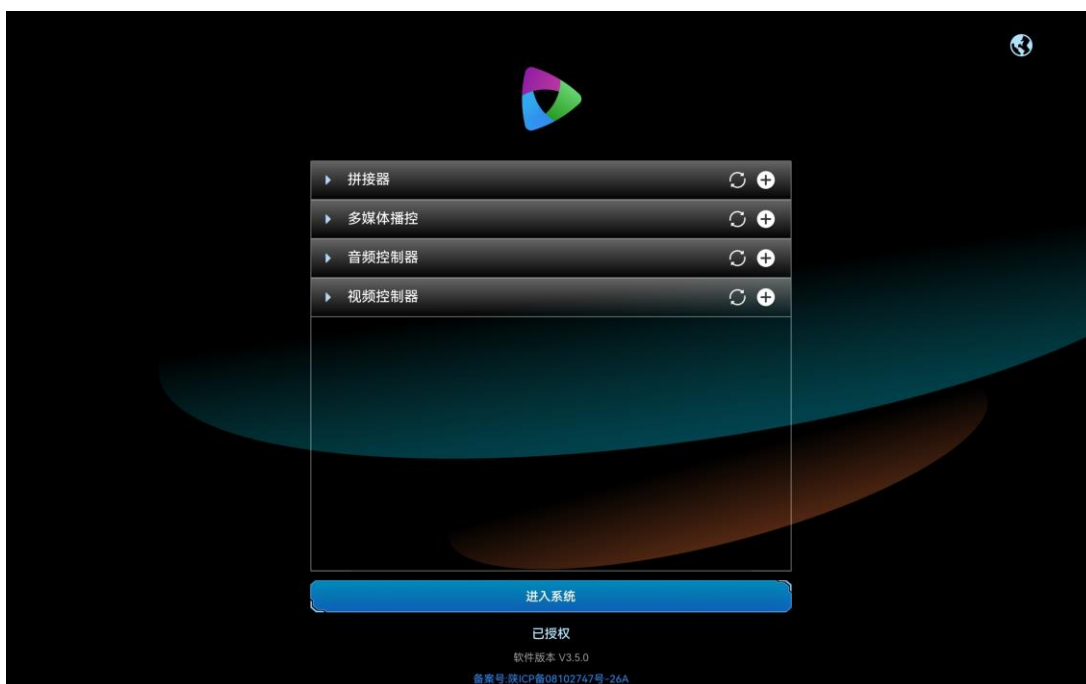 拼接器
多媒体播控
音频控制器
视频控制器
进入系统
已授权
软件版本 V3.5.0
备案号:陕ICP备08102747号-26A